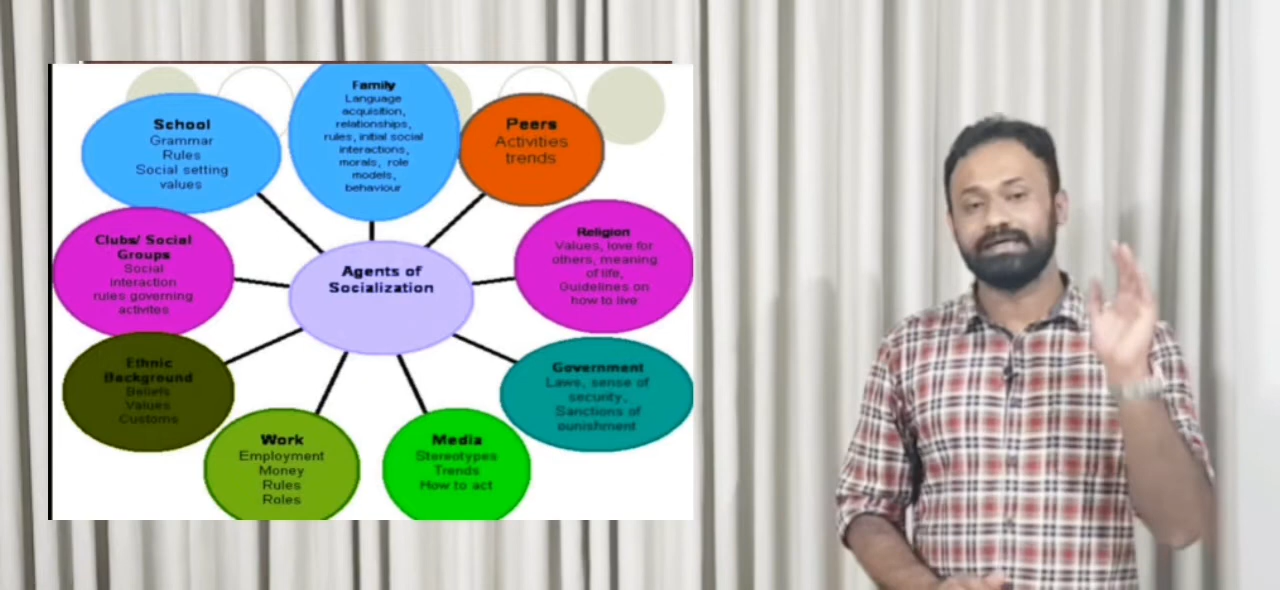 Agents of
Socialization
Family
Language
acquisition,
relationships,
rules, initial social
interactions,
morals, role
models,
behaviour
Peers
Activities
trends
Religion
Values, love for
others, meaning
of life,
Guidelines on
how to live
Government
Laws, sense of
security,
Sanctions of
punishment
Media
Stereotypes
Trends
How to act
Work
Employment
Money
Rules
Roles
Ethnic
Background
Beliefs
Values
Customs
Clubs/ Social
Groups
Social
Interaction
rules governing
activites
School
Grammar
Rules
Social setting
values